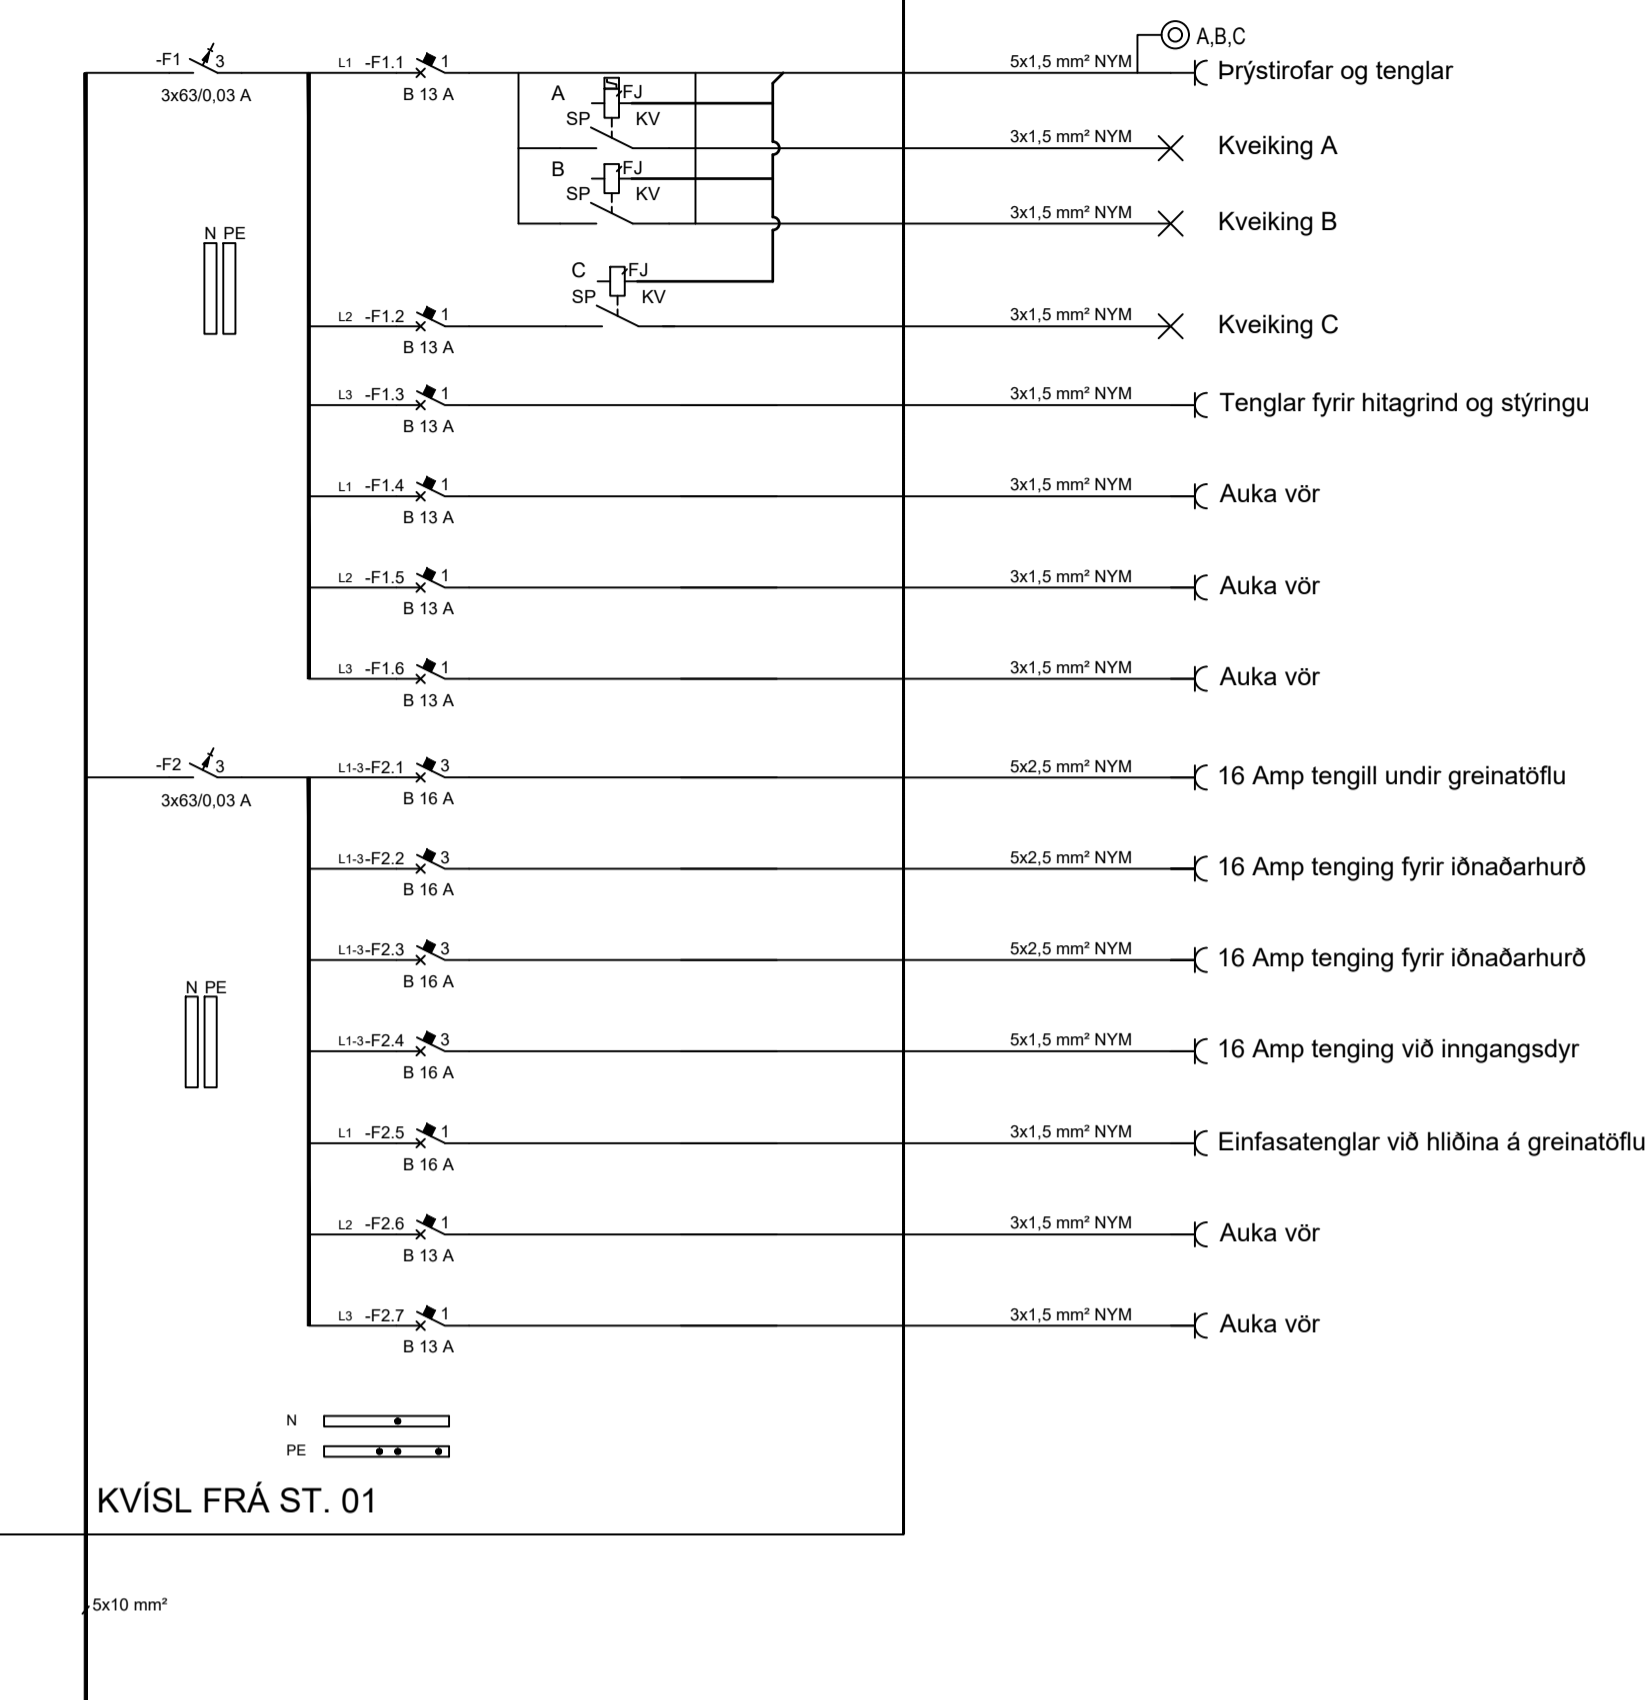 A,B,C
-F1 3 L1 -F1.1 1 5x1,5 mm² NYM Þrýstirofar og tenglar
3x63/0,03 A B 13 A
A FJ
SP KV
3x1,5 mm² NYM Kveiking A
B FJ
SP KV
3x1,5 mm² NYM Kveiking B
N PE
C FJ
SP KV
L2 -F1.2 1 3x1,5 mm² NYM Kveiking C
B 13 A
L3 -F1.3 1 3x1,5 mm² NYM Tenglar fyrir hitagrind og stýringu
B 13 A
L1 -F1.4 1 3x1,5 mm² NYM Auka vör
B 13 A
L2 -F1.5 1 3x1,5 mm² NYM Auka vör
B 13 A
L3 -F1.6 1 3x1,5 mm² NYM Auka vör
B 13 A
-F2 3 L1-3 -F2.1 3 5x2,5 mm² NYM 16 Amp tengill undir greinatöflu
3x63/0,03 A B 16 A
L1-3 -F2.2 3 5x2,5 mm² NYM 16 Amp tenging fyrir iðnaðarhurð
B 16 A
L1-3 -F2.3 3 5x2,5 mm² NYM 16 Amp tenging fyrir iðnaðarhurð
B 16 A
N PE
L1-3 -F2.4 3 5x1,5 mm² NYM 16 Amp tenging við inngangsdyr
B 16 A
L1 -F2.5 1 3x1,5 mm² NYM Einfasatenglar við hliðina á greinatöflu
B 16 A
L2 -F2.6 1 3x1,5 mm² NYM Auka vör
B 13 A
L3 -F2.7 1 3x1,5 mm² NYM Auka vör
B 13 A
N
PE
KVÍSL FRÁ ST. 01
5x10 mm²